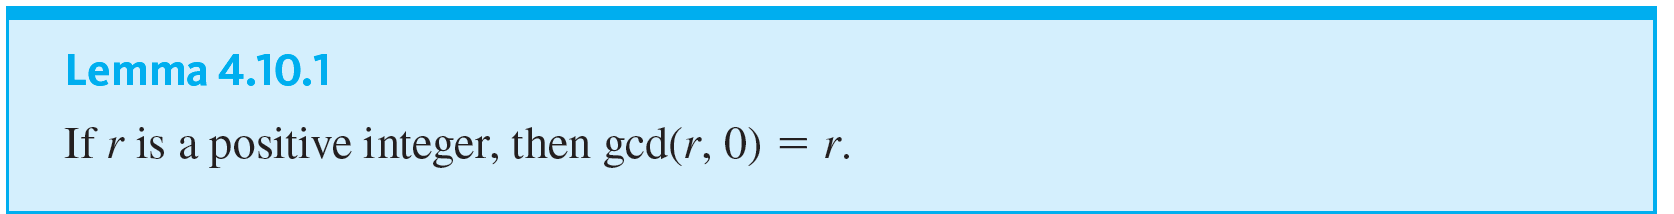 Lemma 4.10.1
If r is a positive integer, then gcd(r, 0) = r.